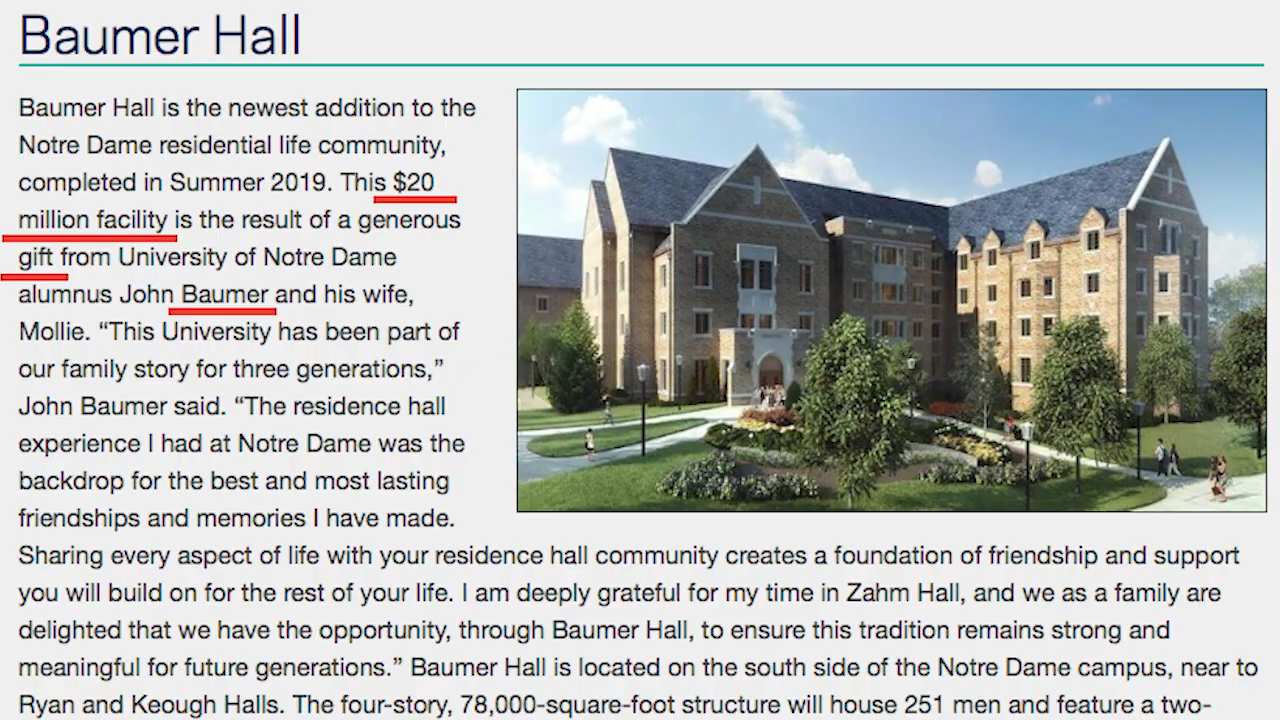 Baumer Hall
Baumer Hall is the newest addition to the
Notre Dame residential life community,
completed in Summer 2019. This $20
million facility is the result of a generous
gift from University of Notre Dame
alumnus John Baumer and his wife,
Mollie. “This University has been part of
our family story for three generations,”
John Baumer said. “The residence hall
experience I had at Notre Dame was the
backdrop for the best and most lasting
friendships and memories I have made.
Sharing every aspect of life with your residence hall community creates a foundation of friendship and support
you will build on for the rest of your life. I am deeply grateful for my time in Zahm Hall, and we as a family are
delighted that we have the opportunity, through Baumer Hall, to ensure this tradition remains strong and
meaningful for future generations.” Baumer Hall is located on the south side of the Notre Dame campus, near to
Ryan and Keough Halls. The four-story, 78,000-square-foot structure will house 251 men and feature a two-